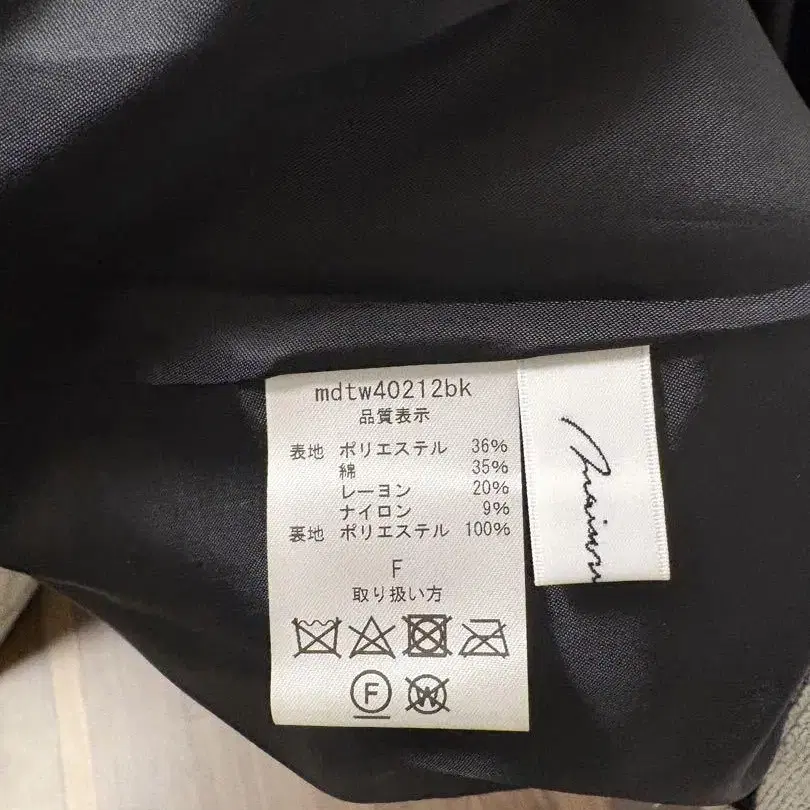 mdtw40212bk
品質表示
表地 ポリエステル 36%
綿 35%
レーヨン 20%
ナイロン 9%
裏地 ポリエステル 100%
F
取り扱い方
F W